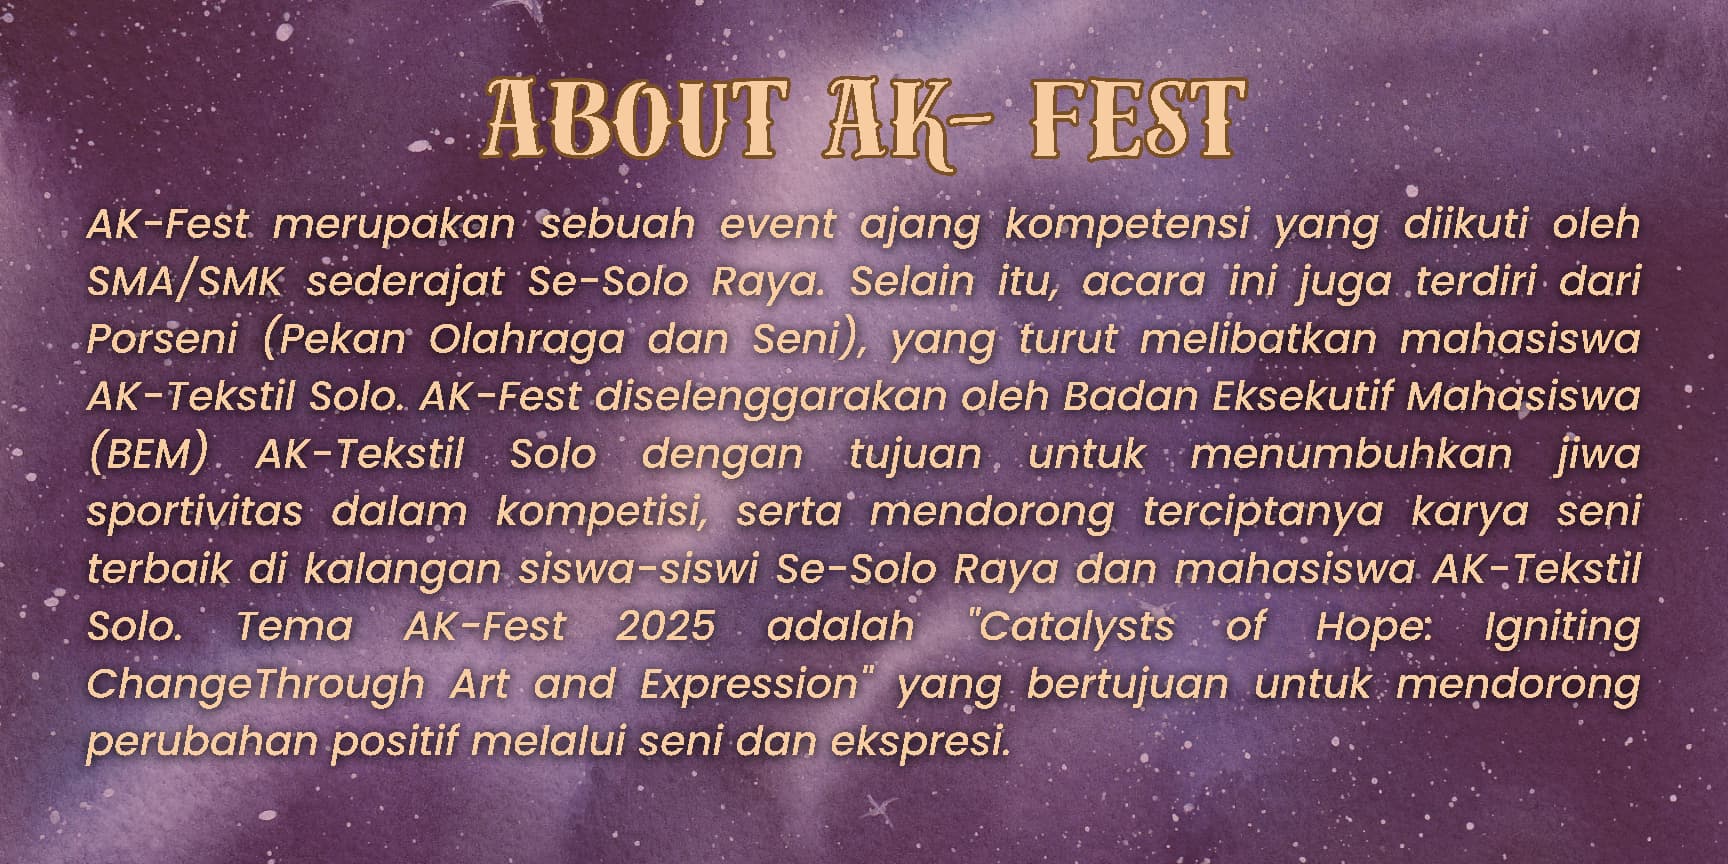 ABOUT AK- FEST
AK-Fest merupakan sebuah event ajang kompetensi yang diikuti oleh
SMA/SMK sederajat Se-Solo Raya. Selain itu, acara ini juga terdiri dari
Porseni (Pekan Olahraga dan Seni), yang turut melibatkan mahasiswa
AK-Tekstil Solo. AK-Fest diselenggarakan oleh Badan Eksekutif Mahasiswa
(BEM) AK-Tekstil Solo dengan tujuan untuk menumbuhkan jiwa
sportivitas dalam kompetisi, serta mendorong terciptanya karya seni
terbaik di kalangan siswa-siswi Se-Solo Raya dan mahasiswa AK-Tekstil
Solo. Tema AK-Fest 2025 adalah "Catalysts of Hope: Igniting
ChangeThrough Art and Expression" yang bertujuan untuk mendorong
perubahan positif melalui seni dan ekspresi.